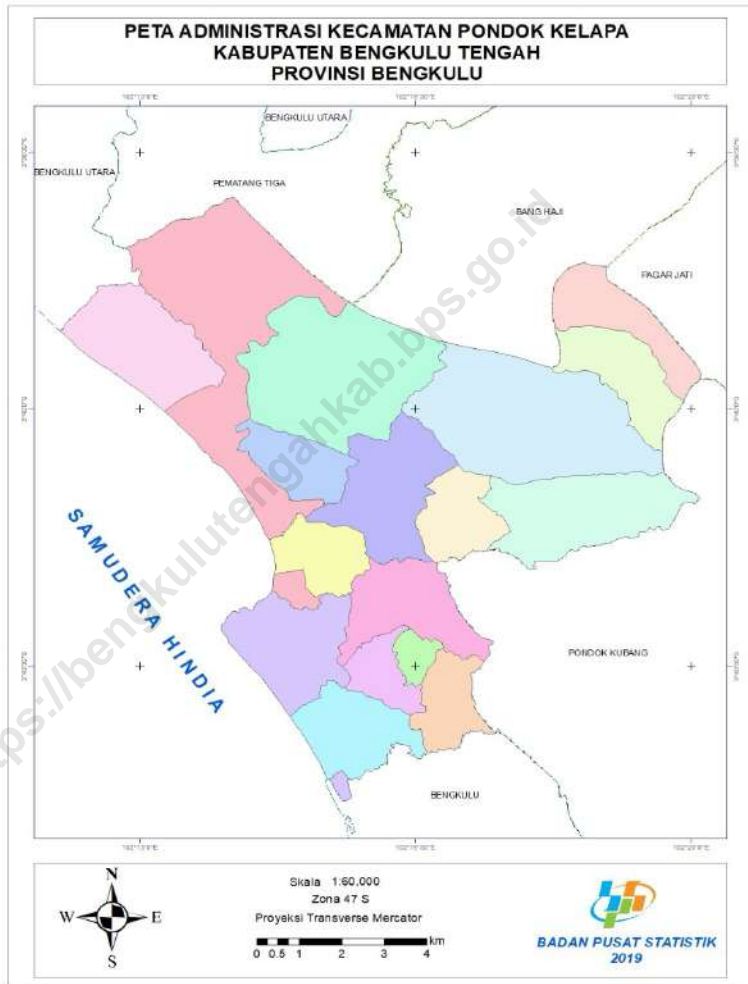 PETA ADMINISTRASI KECAMATAN PONDOK KELAPA
KABUPATEN BENGKULU TENGAH
PROVINSI BENGKULU
BENGKULU UTARA
BENGKULU UTARA
PEMATANG TIGA
BANG HAJI
PAGAR JATI
SAMUDERA HINDIA
PONDOK KUBANG
BENGKULU
https://bengkulutengahkab.bps.go.id
N
W E
S
Skala 1:60,000
Zona 47 S
Proyeksi Transverse Mercator
0 0.5 1 2 3 4 km
BADAN PUSAT STATISTIK
2019